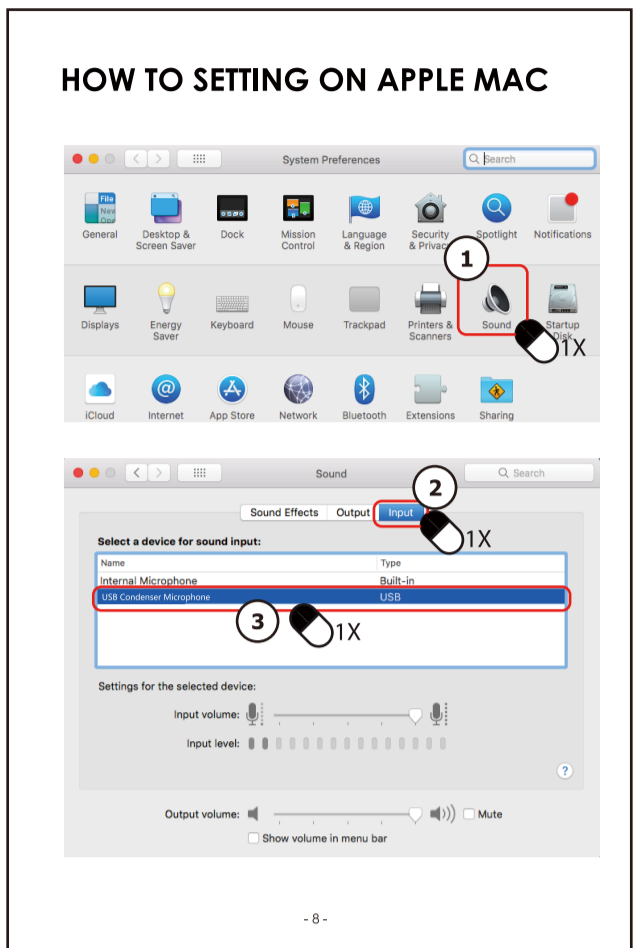 HOW TO SETTING ON APPLE MAC
System Preferences
Search
File
New
General
Desktop &
Screen Saver
Dock
Mission
Control
Language
& Region
Security
& Privacy
Spotlight
Notifications
1
Displays
Energy
Saver
Keyboard
Mouse
Trackpad
Printers &
Scanners
Sound
Startup
Disk
1X
iCloud
Internet
App Store
Network
Bluetooth
Extensions
Sharing
Sound
Search
2
Sound Effects
Output
Input
1X
Select a device for sound input:
Name
Type
Internal Microphone
Built-in
USB Condenser Microphone
USB
3
1X
Settings for the selected device:
Input volume:
Input level:
?
Output volume:
Mute
Show volume in menu bar
- 8 -